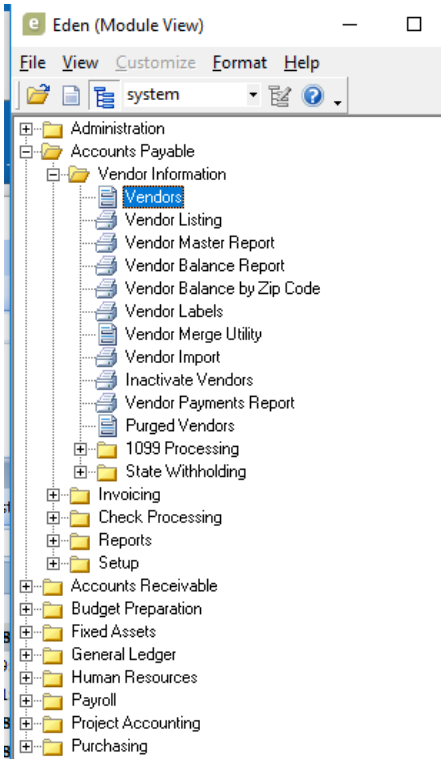 e Eden (Module View)
File View Customize Format Help
system
Administration
Accounts Payable
Vendor Information
Vendors
Vendor Listing
Vendor Master Report
Vendor Balance Report
Vendor Balance by Zip Code
Vendor Labels
Vendor Merge Utility
Vendor Import
Inactivate Vendors
Vendor Payments Report
Purged Vendors
1099 Processing
State Withholding
Invoicing
Check Processing
Reports
Setup
Accounts Receivable
Budget Preparation
Fixed Assets
General Ledger
Human Resources
Payroll
Project Accounting
Purchasing